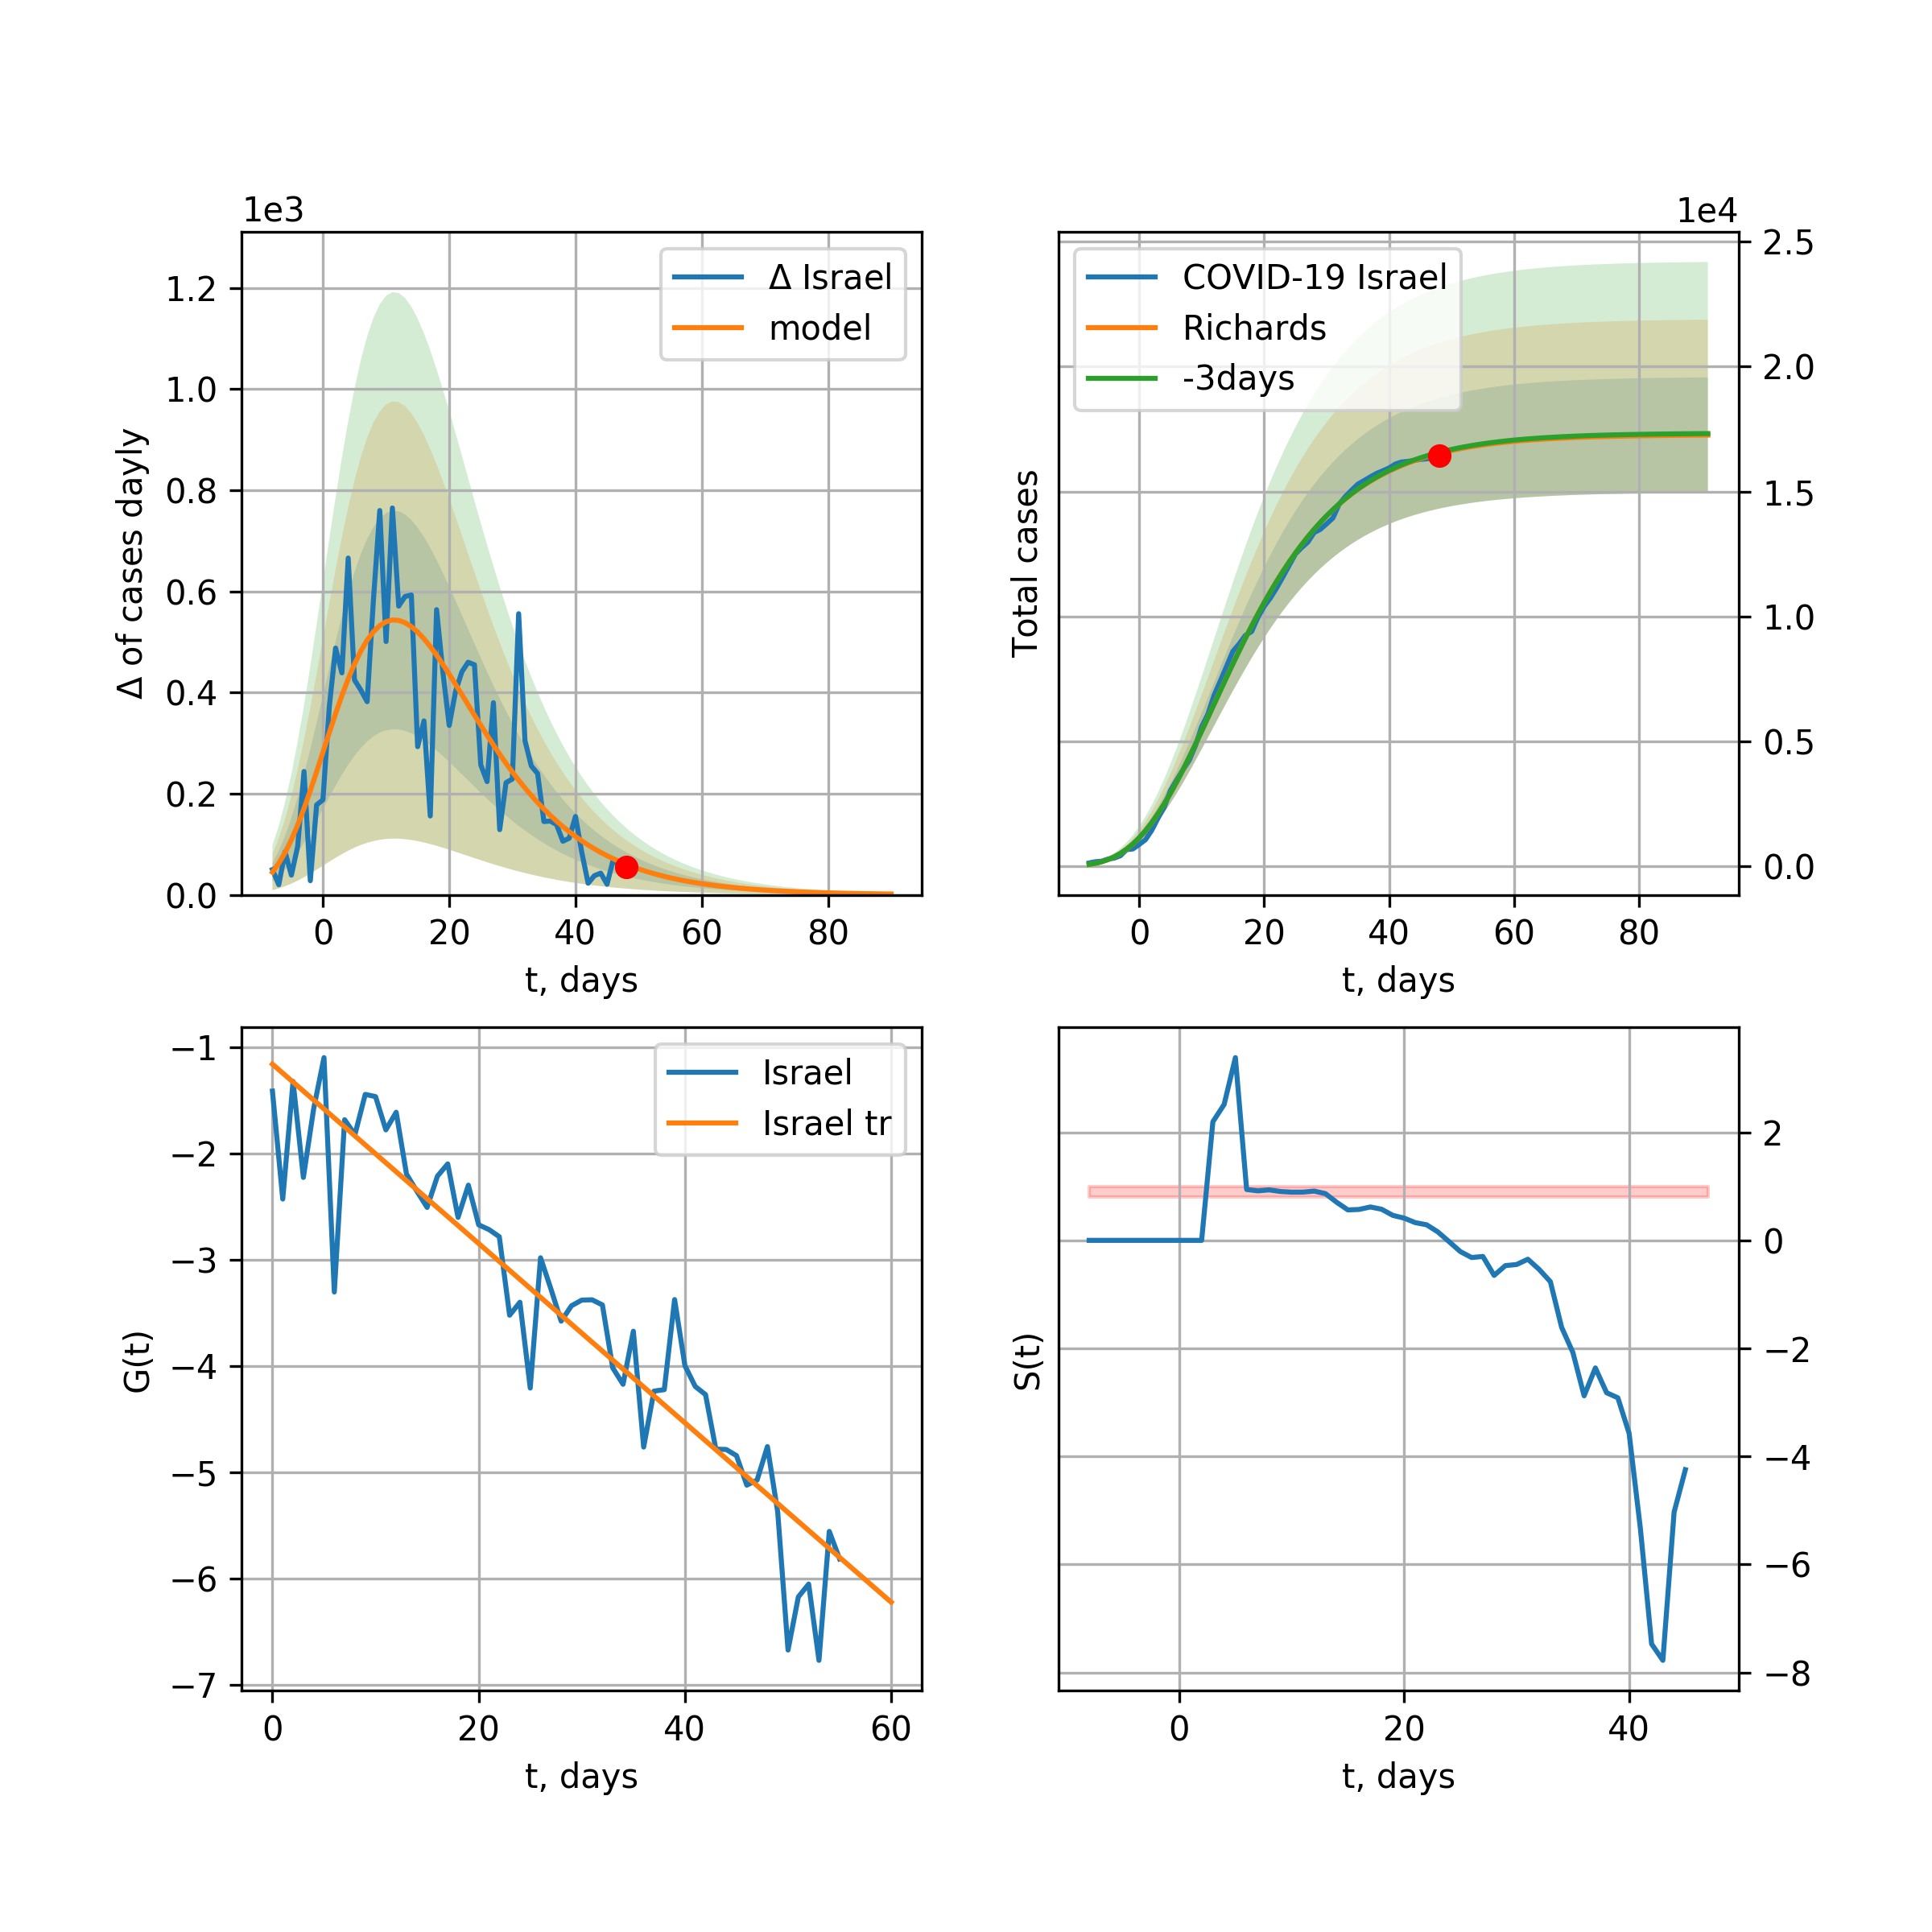 1e3
Δ of cases dayly
1.2
1.0
0.8
0.6
0.4
0.2
0.0
Δ Israel
model
0 20 40 60 80
t, days
1e4
Total cases
COVID-19 Israel
Richards
-3days
2.5
2.0
1.5
1.0
0.5
0.0
0 20 40 60 80
t, days
G(t)
−1
−2
−3
−4
−5
−6
−7
Israel
Israel tr
0 20 40 60
t, days
S(t)
2
0
−2
−4
−6
−8
0 20 40
t, days